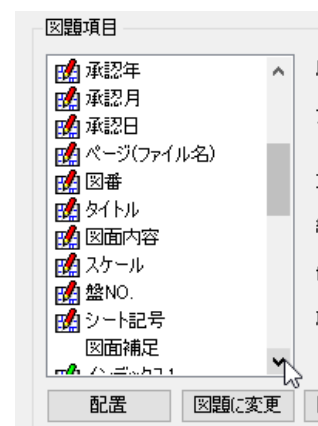 図題項目
承認年
承認月
承認日
ページ(ファイル名)
図番
タイトル
図面内容
スケール
盤NO.
シート記号
図面補足
配置
図題に変更